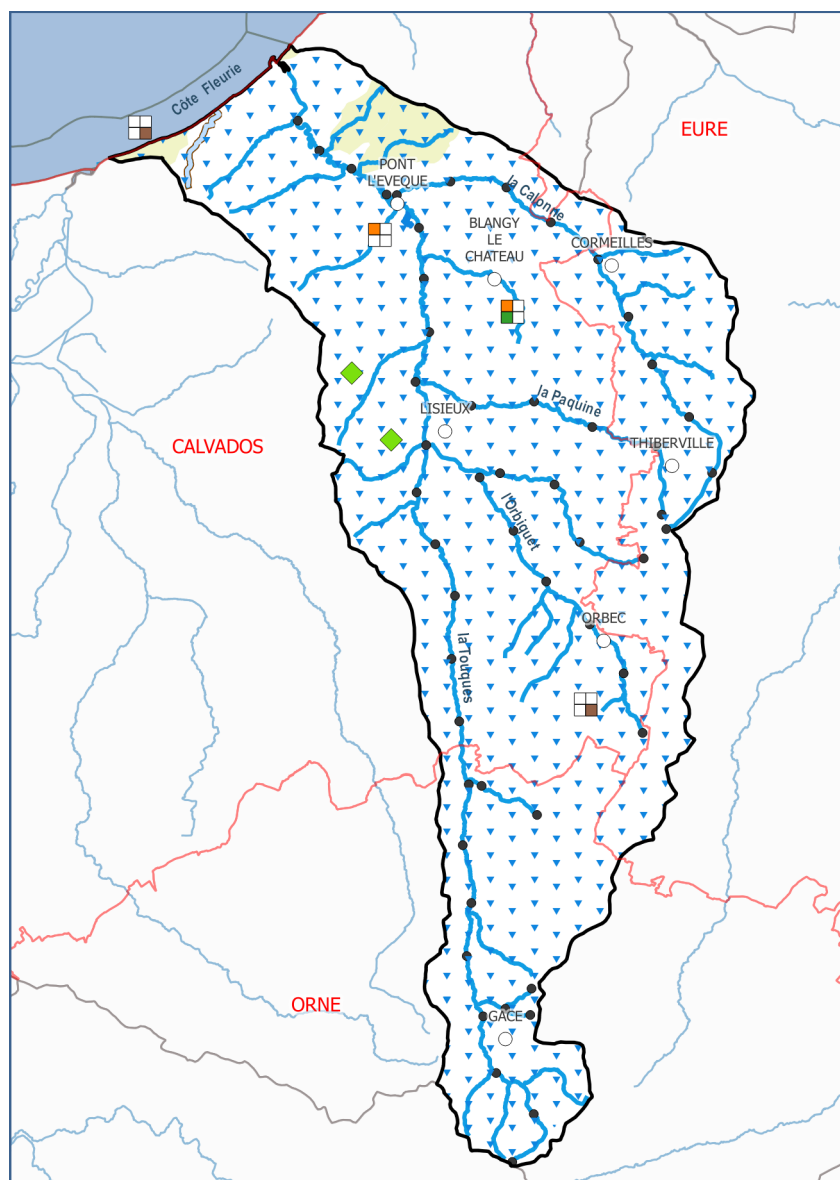 Côte Fleurie
EURE
PONT
L'EVEQUE
la Calonne
BLANGY
LE
CHATEAU
CORMEILLES
la Paquine
LISIEUX
CALVADOS
THIBERVILLE
l'Orbiquet
ORBEC
la Touques
ORNE
GACE